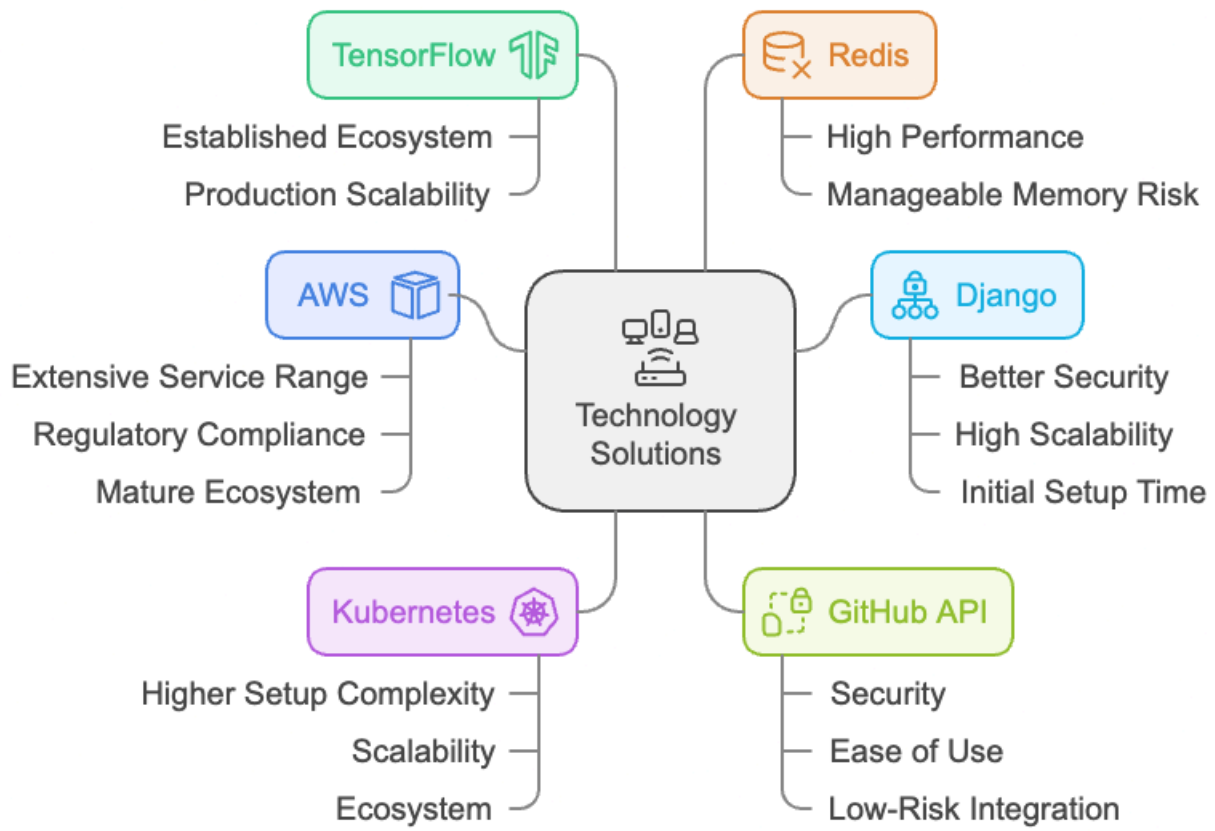 TensorFlow
Established Ecosystem
Production Scalability
Redis
High Performance
Manageable Memory Risk
AWS
Extensive Service Range
Regulatory Compliance
Mature Ecosystem
Technology
Solutions
Django
Better Security
High Scalability
Initial Setup Time
Kubernetes
Higher Setup Complexity
Scalability
Ecosystem
GitHub API
Security
Ease of Use
Low-Risk Integration